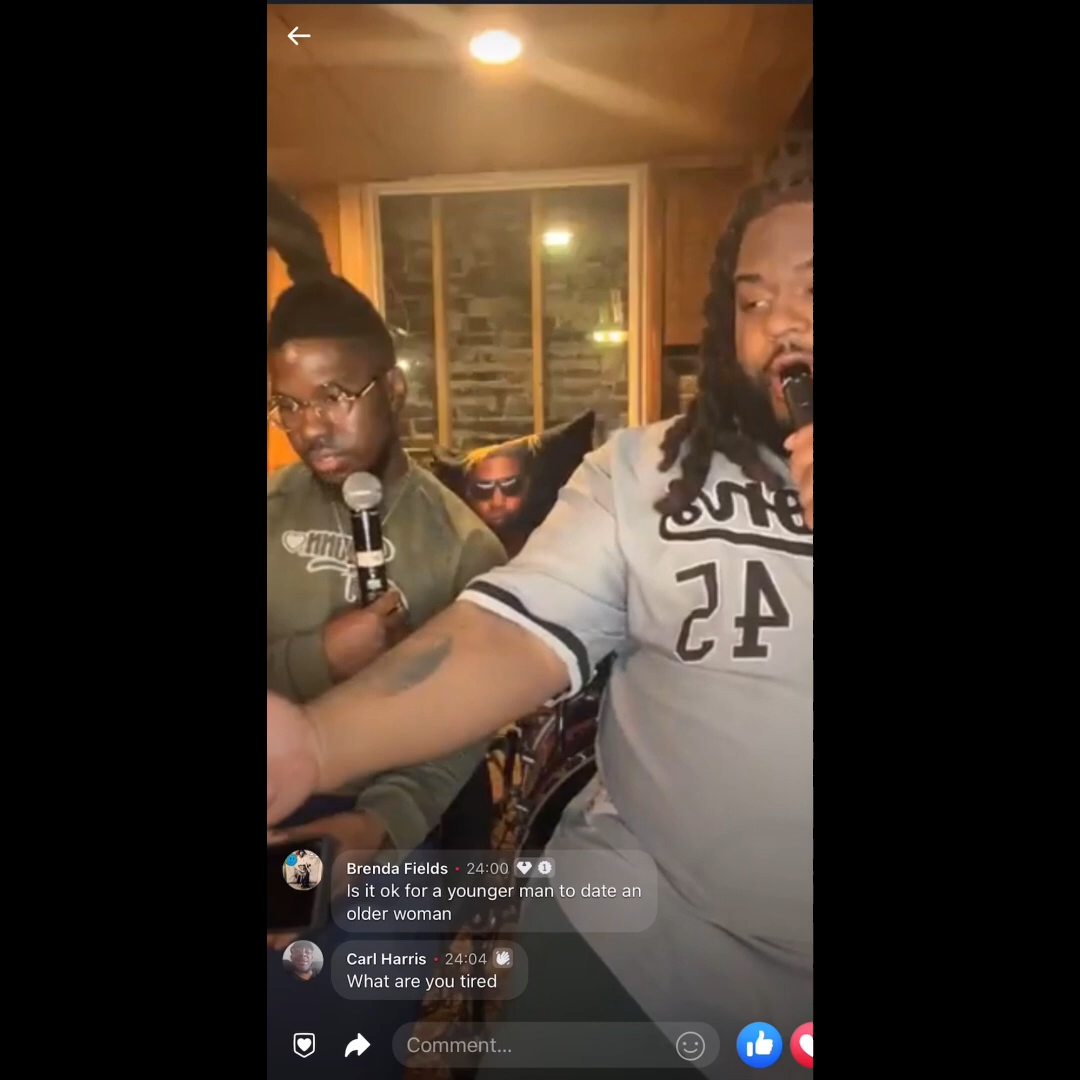 45
Brenda Fields • 24:00
Is it ok for a younger man to date an
older woman
Carl Harris • 24:04
What are you tired
Comment...